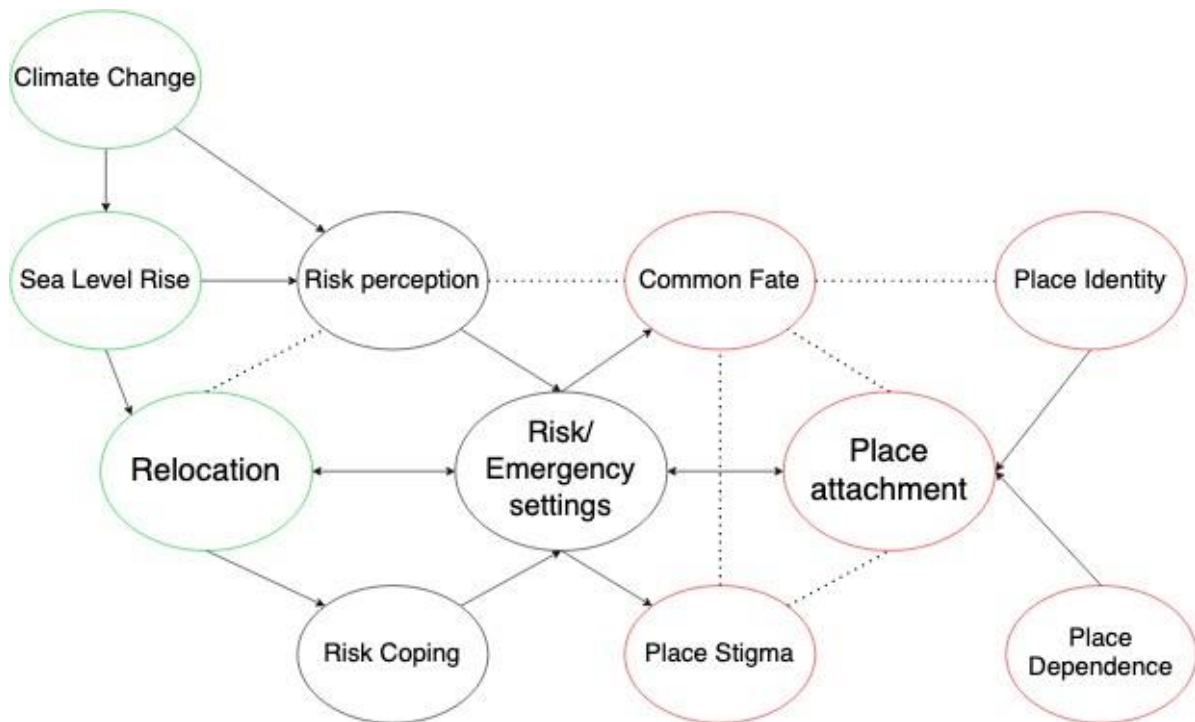 Climate Change
Sea Level Rise
Risk perception
Common Fate
Place Identity
Relocation
Risk/
Emergency
settings
Place
attachment
Risk Coping
Place Stigma
Place
Dependence